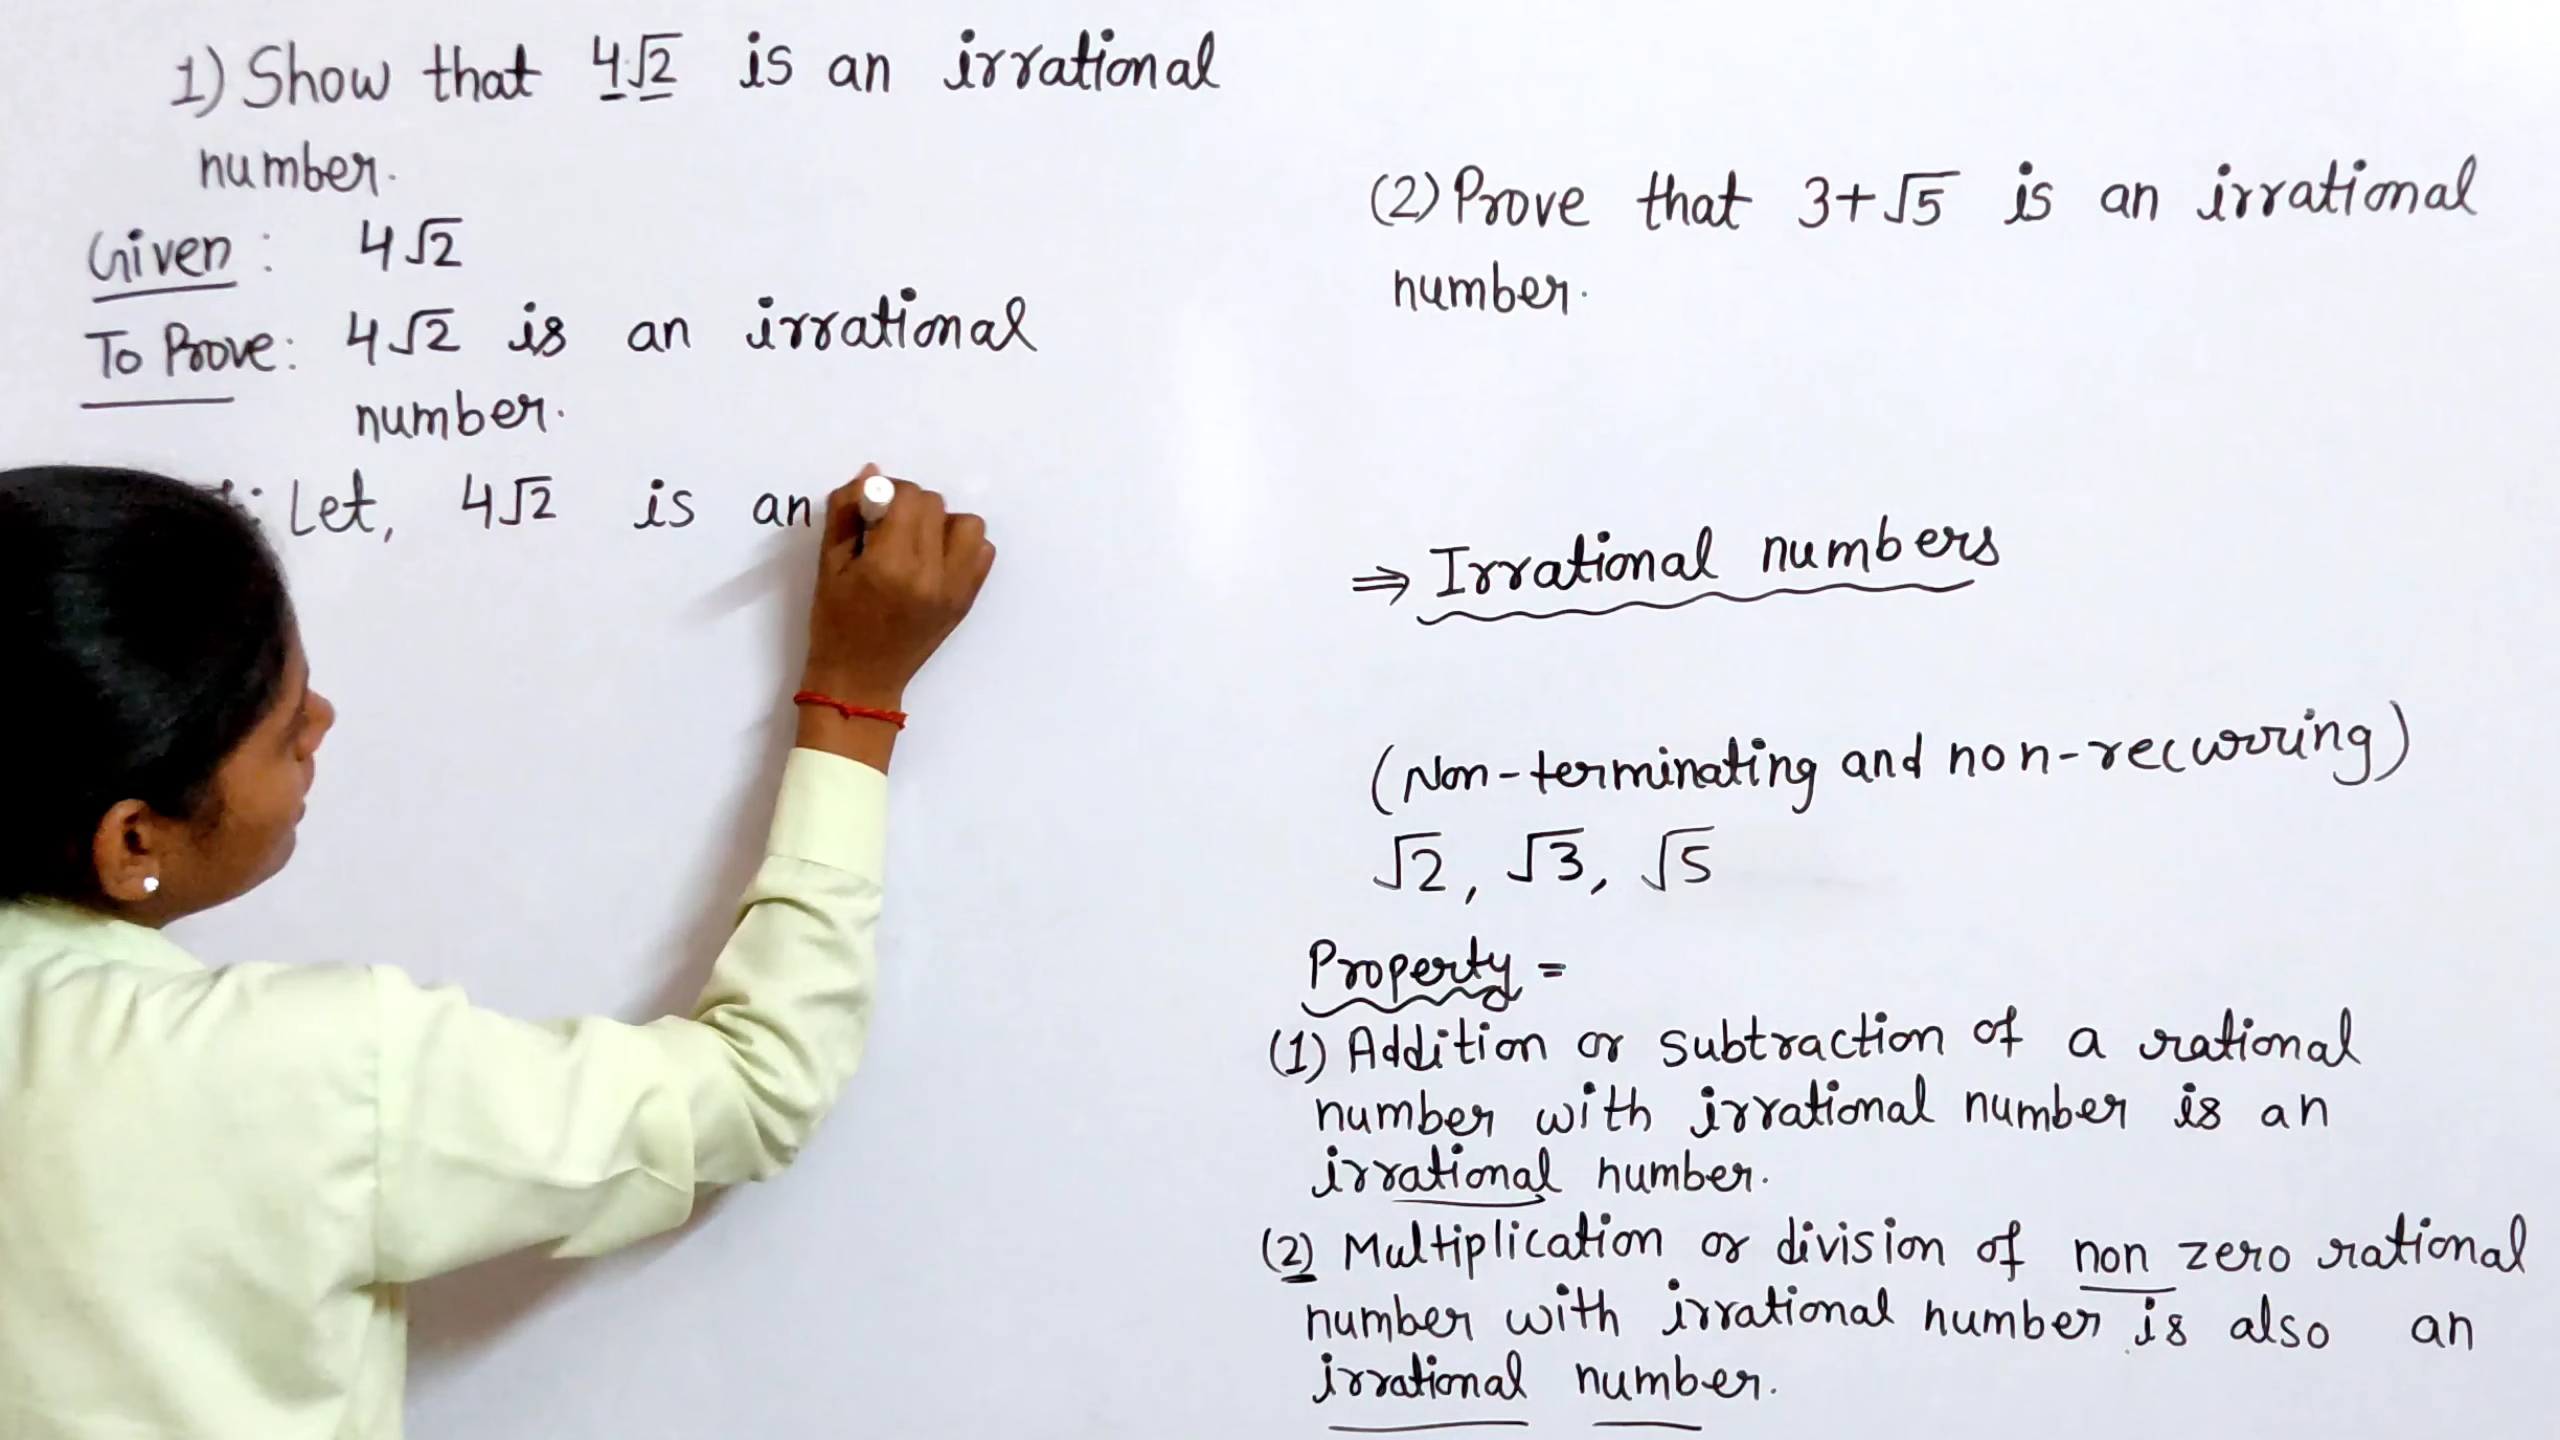 1) Show that 4√2 is an irrational
number.
Given : 4√2
To Prove: 4√2 is an irrational
number.
: Let, 4√2 is an
(2) Prove that 3+√5 is an irrational
number.
⇒ Irrational numbers
(Non-terminating and non-recurring)
√2, √3, √5
Property =
(1) Addition or subtraction of a rational
number with irrational number is an
irrational number.
(2) Multiplication or division of non zero rational
number with irrational number is also an
irrational number.